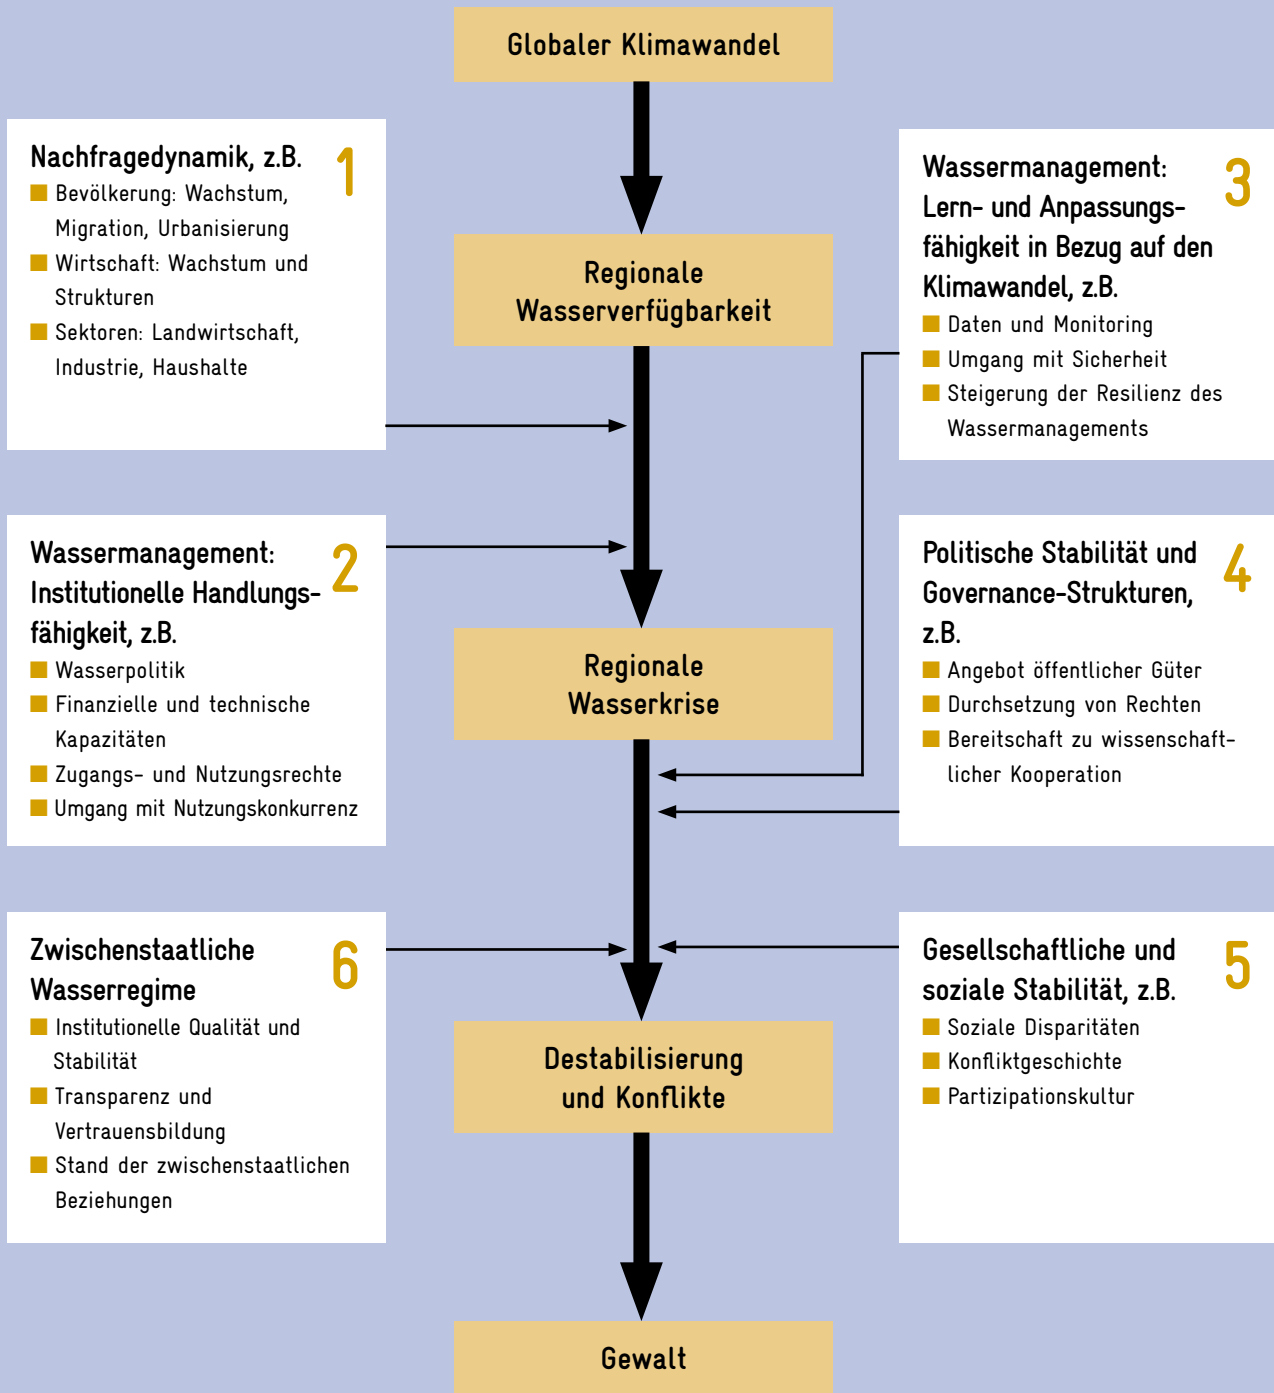 Globaler Klimawandel
Nachfragedynamik, z.B.
1
Bevölkerung: Wachstum,
Migration, Urbanisierung
Wirtschaft: Wachstum und
Strukturen
Sektoren: Landwirtschaft,
Industrie, Haushalte
Regionale
Wasserverfügbarkeit
Wassermanagement:
Lern- und Anpassungs-
fähigkeit in Bezug auf den
Klimawandel, z.B.
3
Daten und Monitoring
Umgang mit Sicherheit
Steigerung der Resilienz des
Wassermanagements
Wassermanagement:
Institutionelle Handlungs-
fähigkeit, z.B.
2
Wasserpolitik
Finanzielle und technische
Kapazitäten
Zugangs- und Nutzungsrechte
Umgang mit Nutzungskonkurrenz
Regionale
Wasserkrise
Politische Stabilität und
Governance-Strukturen,
z.B.
4
Angebot öffentlicher Güter
Durchsetzung von Rechten
Bereitschaft zu wissenschaft-
licher Kooperation
Zwischenstaatliche
Wasserregime
6
Institutionelle Qualität und
Stabilität
Transparenz und
Vertrauensbildung
Stand der zwischenstaatlichen
Beziehungen
Destabilisierung
und Konflikte
Gesellschaftliche und
soziale Stabilität, z.B.
5
Soziale Disparitäten
Konfliktgeschichte
Partizipationskultur
Gewalt